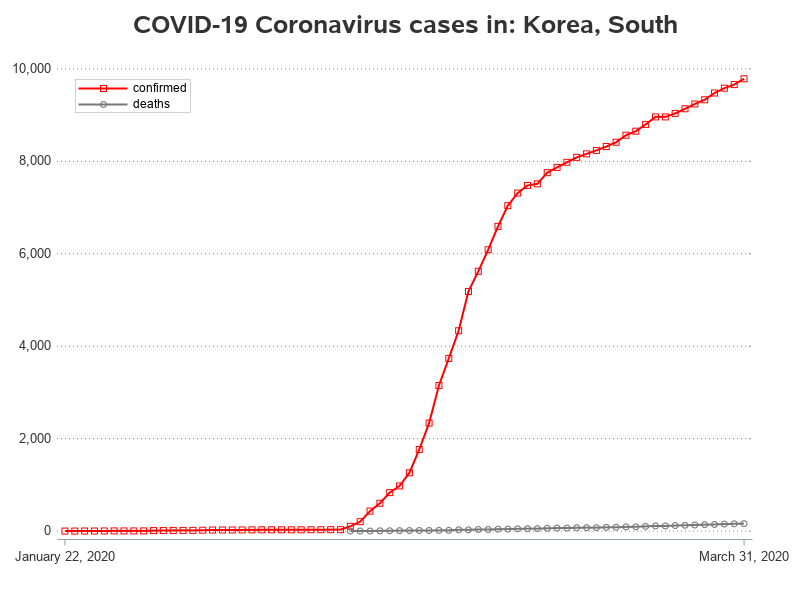 COVID-19 Coronavirus cases in: Korea, South
10,000
confirmed
deaths
8,000
6,000
4,000
2,000
0
January 22, 2020
March 31, 2020